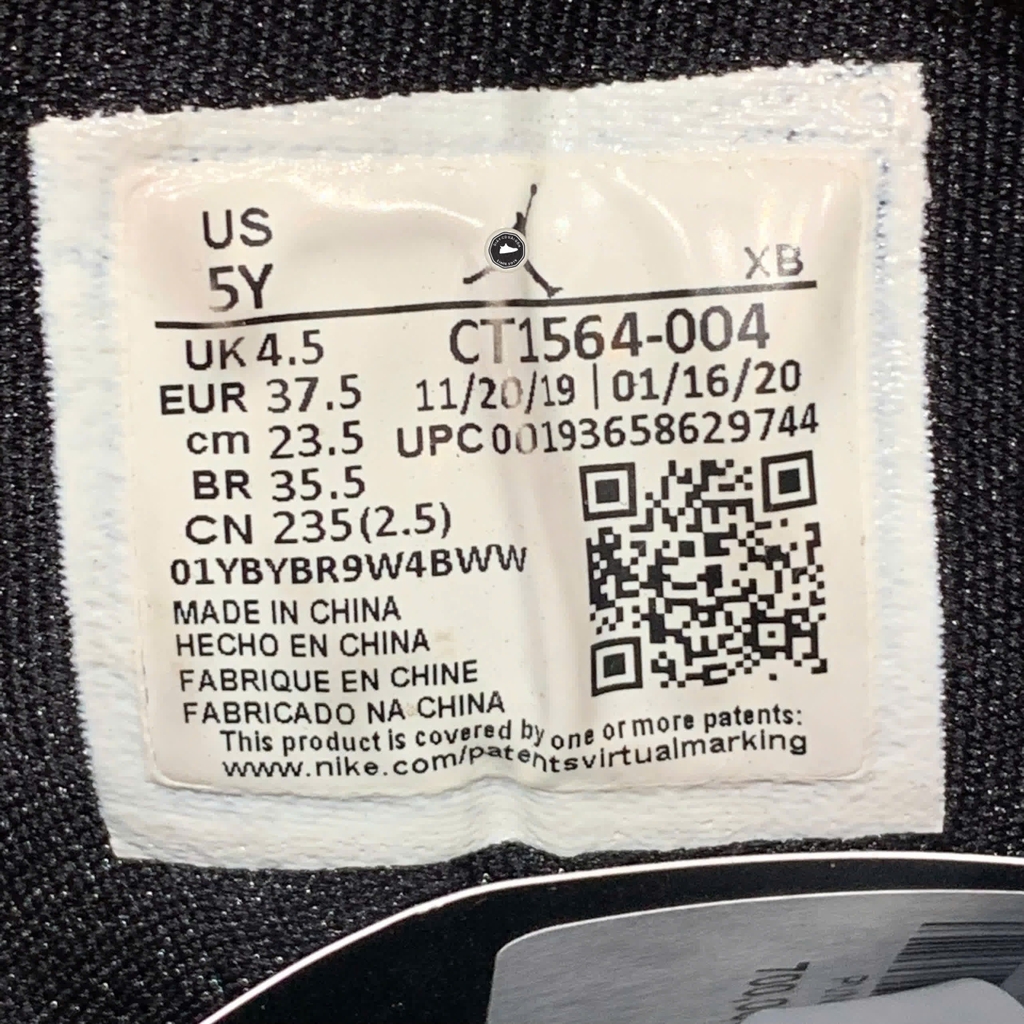 US
5Y
XB
UK 4.5
CT1564-004
EUR 37.5
11/20/19 | 01/16/20
cm 23.5
UPC00193658629744
BR 35.5
CN 235(2.5)
01YBYBR9W4BWW
MADE IN CHINA
HECHO EN CHINA
FABRIQUE EN CHINE
FABRICADO NA CHINA
This product is covered by one or more patents:
www.nike.com/patentsvirtualmarking